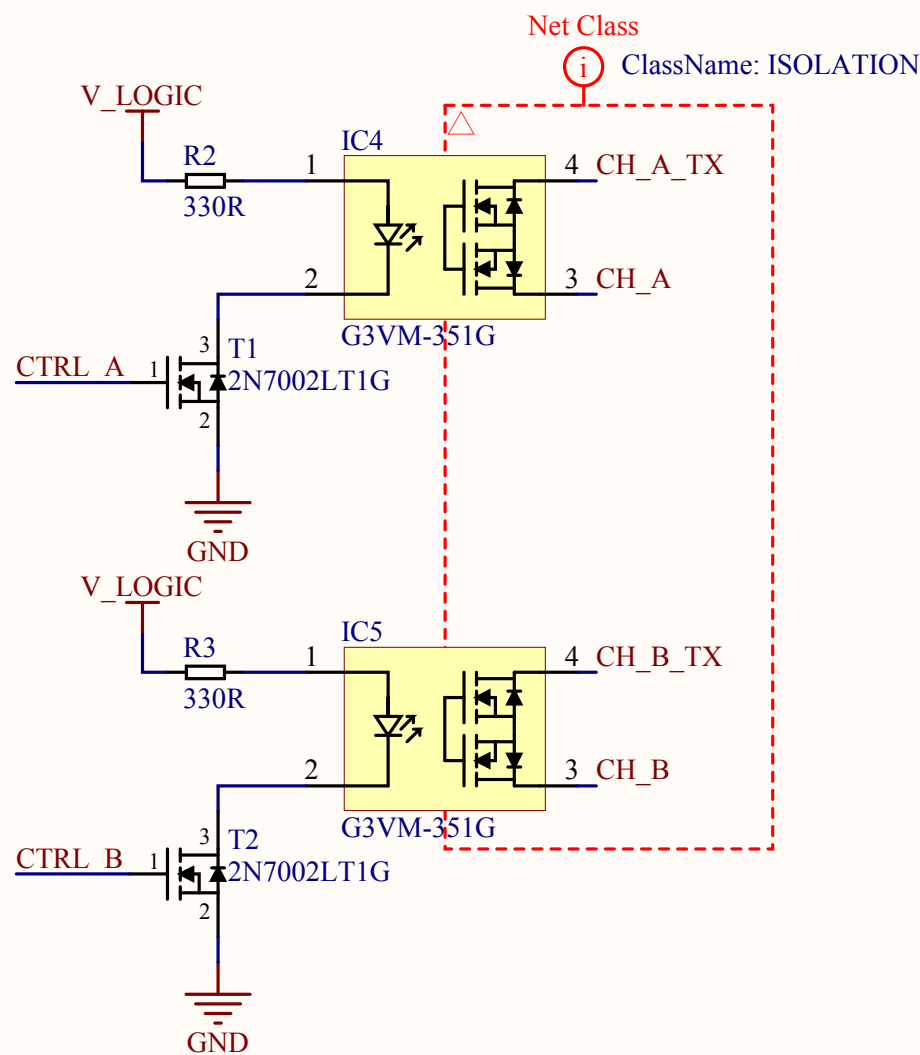 Net Class
ClassName: ISOLATION
V_LOGIC
R2
330R
IC4
1
2
4
CH_A_TX
3
CH_A
G3VM-351G
CTRL_A
1
3
T1
2N7002LT1G
2
GND
V_LOGIC
R3
330R
IC5
1
2
4
CH_B_TX
3
CH_B
G3VM-351G
CTRL_B
1
3
T2
2N7002LT1G
2
GND
i